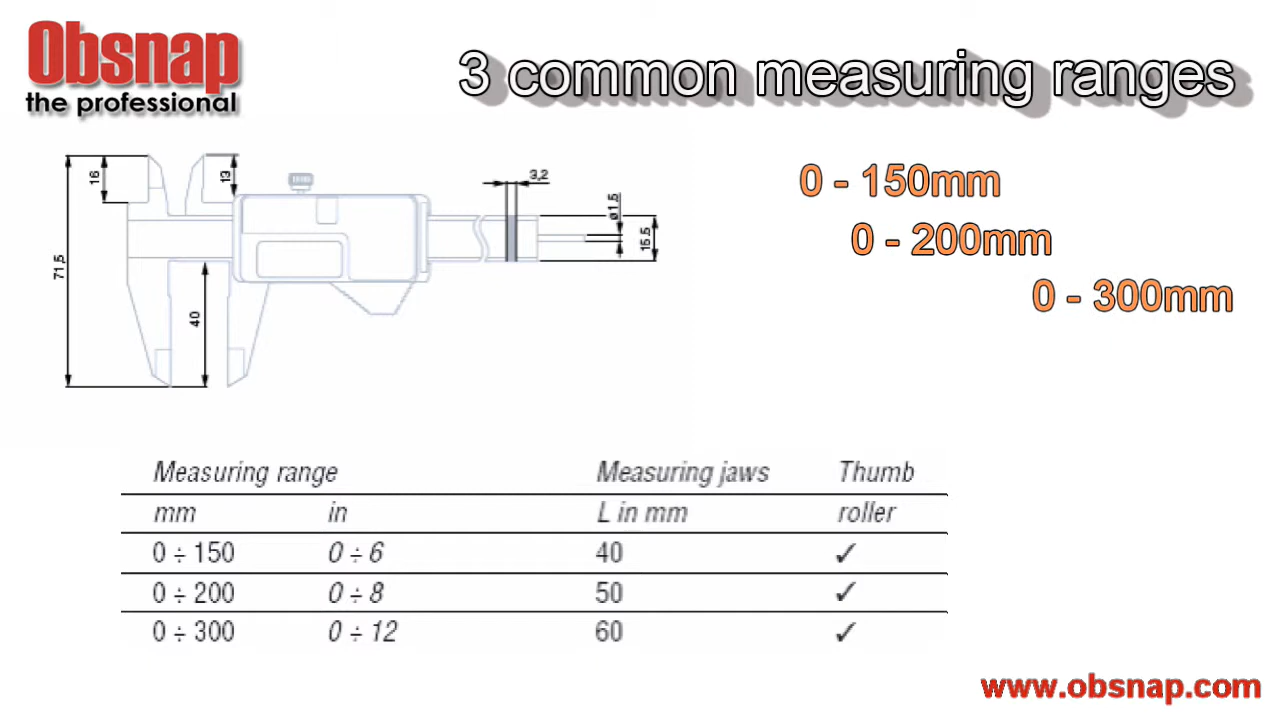 Obsnap
the professional
3 common measuring ranges
0 - 150mm
0 - 200mm
0 - 300mm
16
13
3,2
ø1,5
15,5
71,5
40
Measuring range Measuring jaws Thumb
mm in L in mm roller
0 ÷ 150 0 ÷ 6 40 ✓
0 ÷ 200 0 ÷ 8 50 ✓
0 ÷ 300 0 ÷ 12 60 ✓
www.obsnap.com